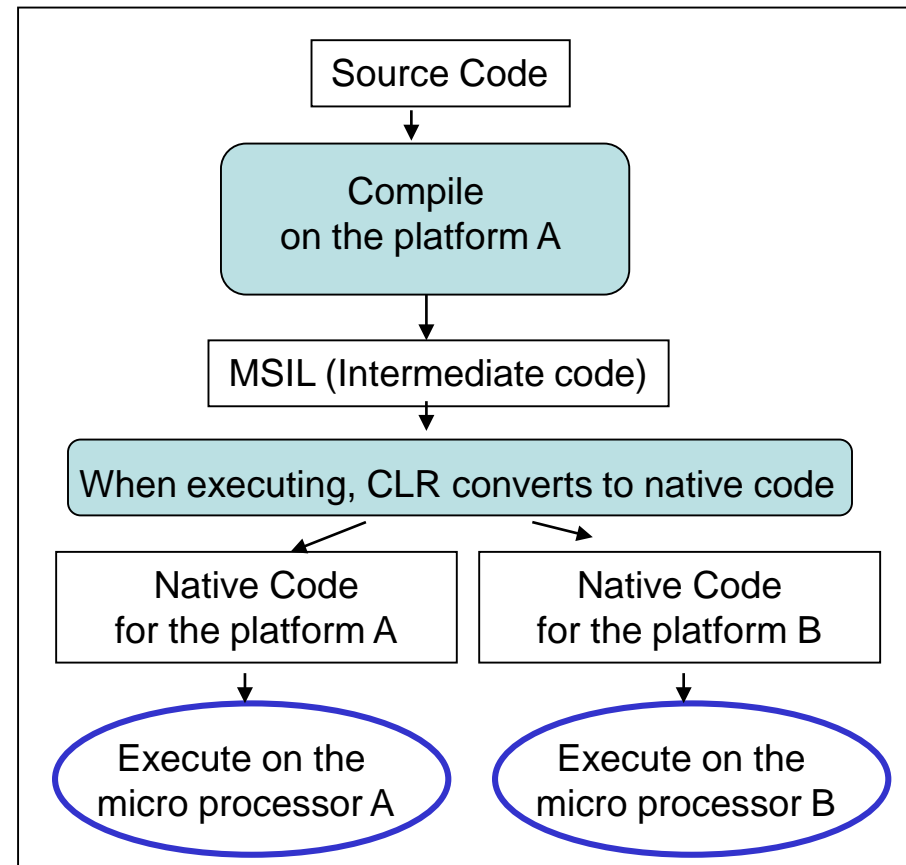 Source Code
Compile
on the platform A
MSIL (Intermediate code)
When executing, CLR converts to native code
Native Code
for the platform A
Native Code
for the platform B
Execute on the
micro processor A
Execute on the
micro processor B